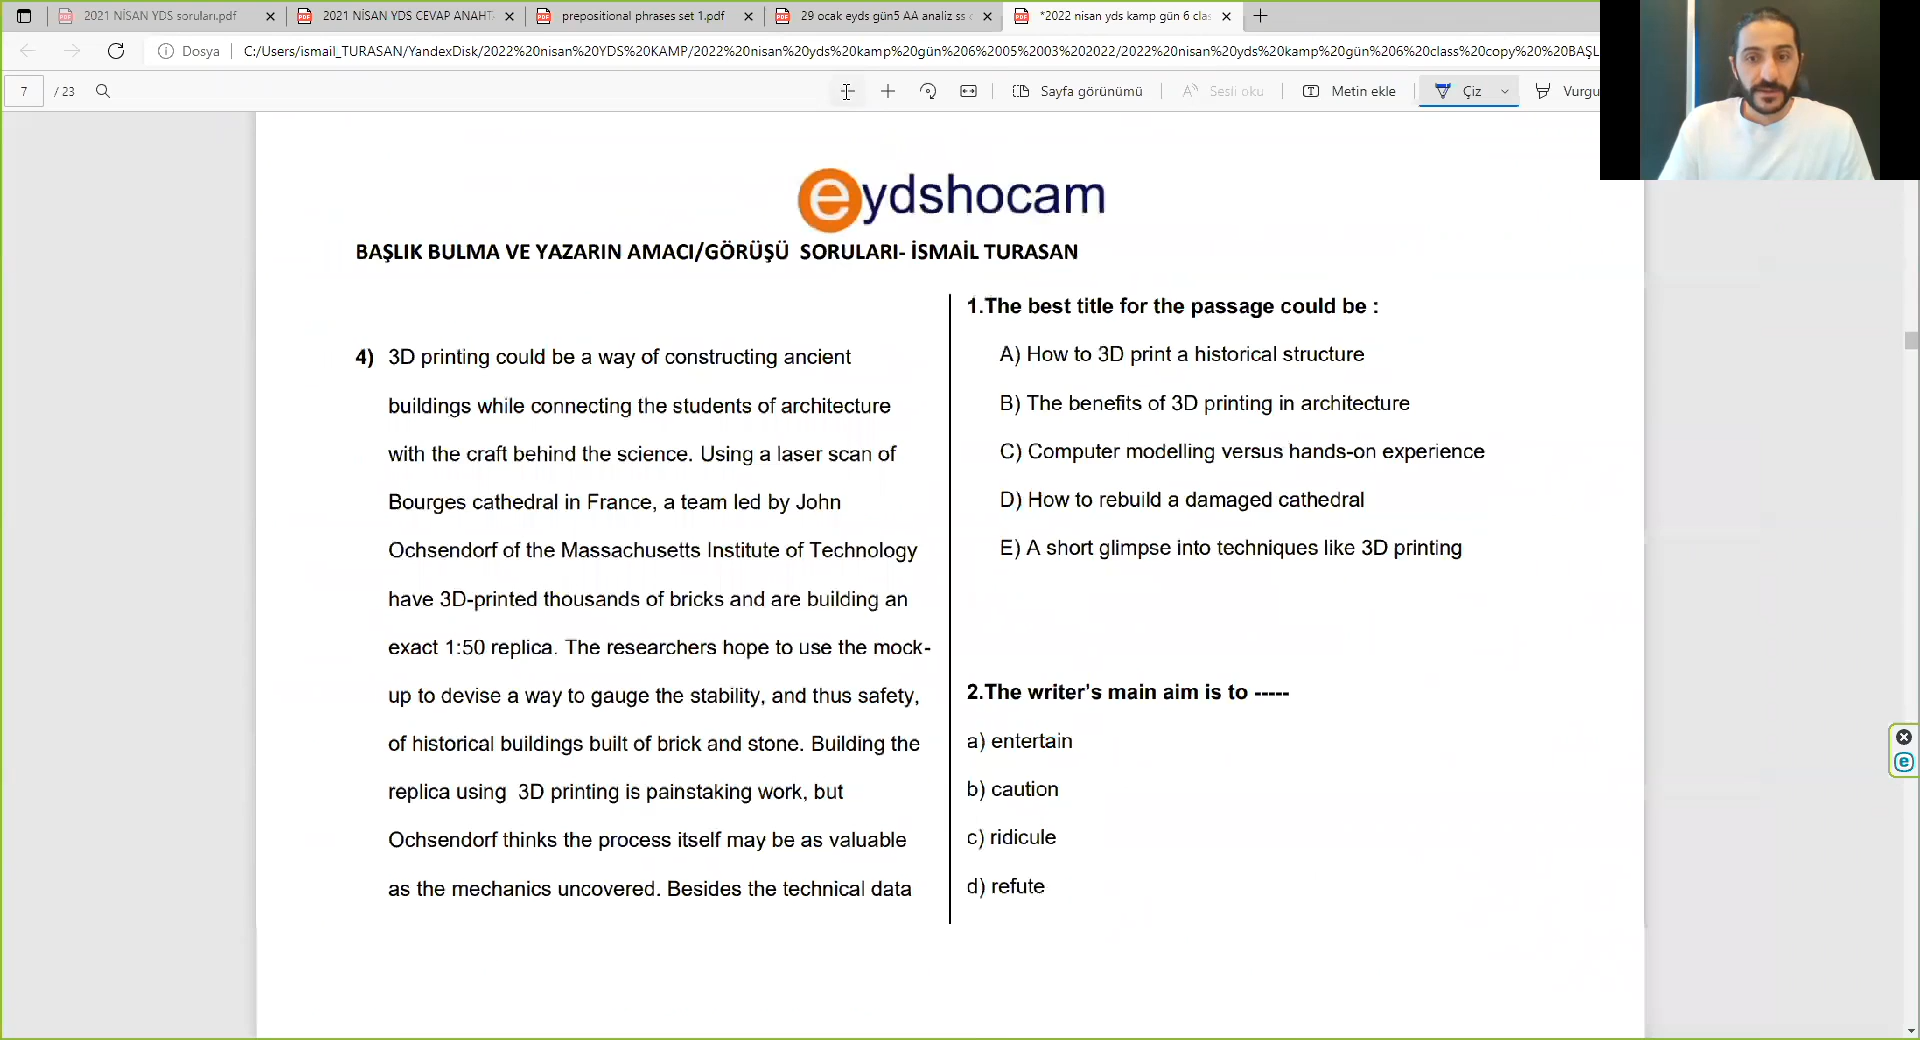 2021 NİSAN YDS soruları.pdf
2021 NİSAN YDS CEVAP ANAHT
prepositional phrases set 1.pdf
29 ocak eyds gün5 AA analiz ss c
*2022 nisan yds kamp gün 6 clas
Dosya
C:/Users/ismail_TURASAN/YandexDisk/2022%20nisan%20YDS%20KAMP/2022%20nisan%20yds%20kamp%20gün%206%2005%2003%202022/2022%20nisan%20yds%20kamp%20gün%206%20class%20copy%20%20BAŞL
7 / 23
Sayfa görünümü
Sesli oku
Metin ekle
Çiz
Vurgu
eydshocam
BAŞLIK BULMA VE YAZARIN AMACI/GÖRÜŞÜ SORULARI- İSMAİL TURASAN
4) 3D printing could be a way of constructing ancient
buildings while connecting the students of architecture
with the craft behind the science. Using a laser scan of
Bourges cathedral in France, a team led by John
Ochsendorf of the Massachusetts Institute of Technology
have 3D-printed thousands of bricks and are building an
exact 1:50 replica. The researchers hope to use the mock-
up to devise a way to gauge the stability, and thus safety,
of historical buildings built of brick and stone. Building the
replica using 3D printing is painstaking work, but
Ochsendorf thinks the process itself may be as valuable
as the mechanics uncovered. Besides the technical data
1.The best title for the passage could be :
A) How to 3D print a historical structure
B) The benefits of 3D printing in architecture
C) Computer modelling versus hands-on experience
D) How to rebuild a damaged cathedral
E) A short glimpse into techniques like 3D printing
2.The writer's main aim is to -----
a) entertain
b) caution
c) ridicule
d) refute